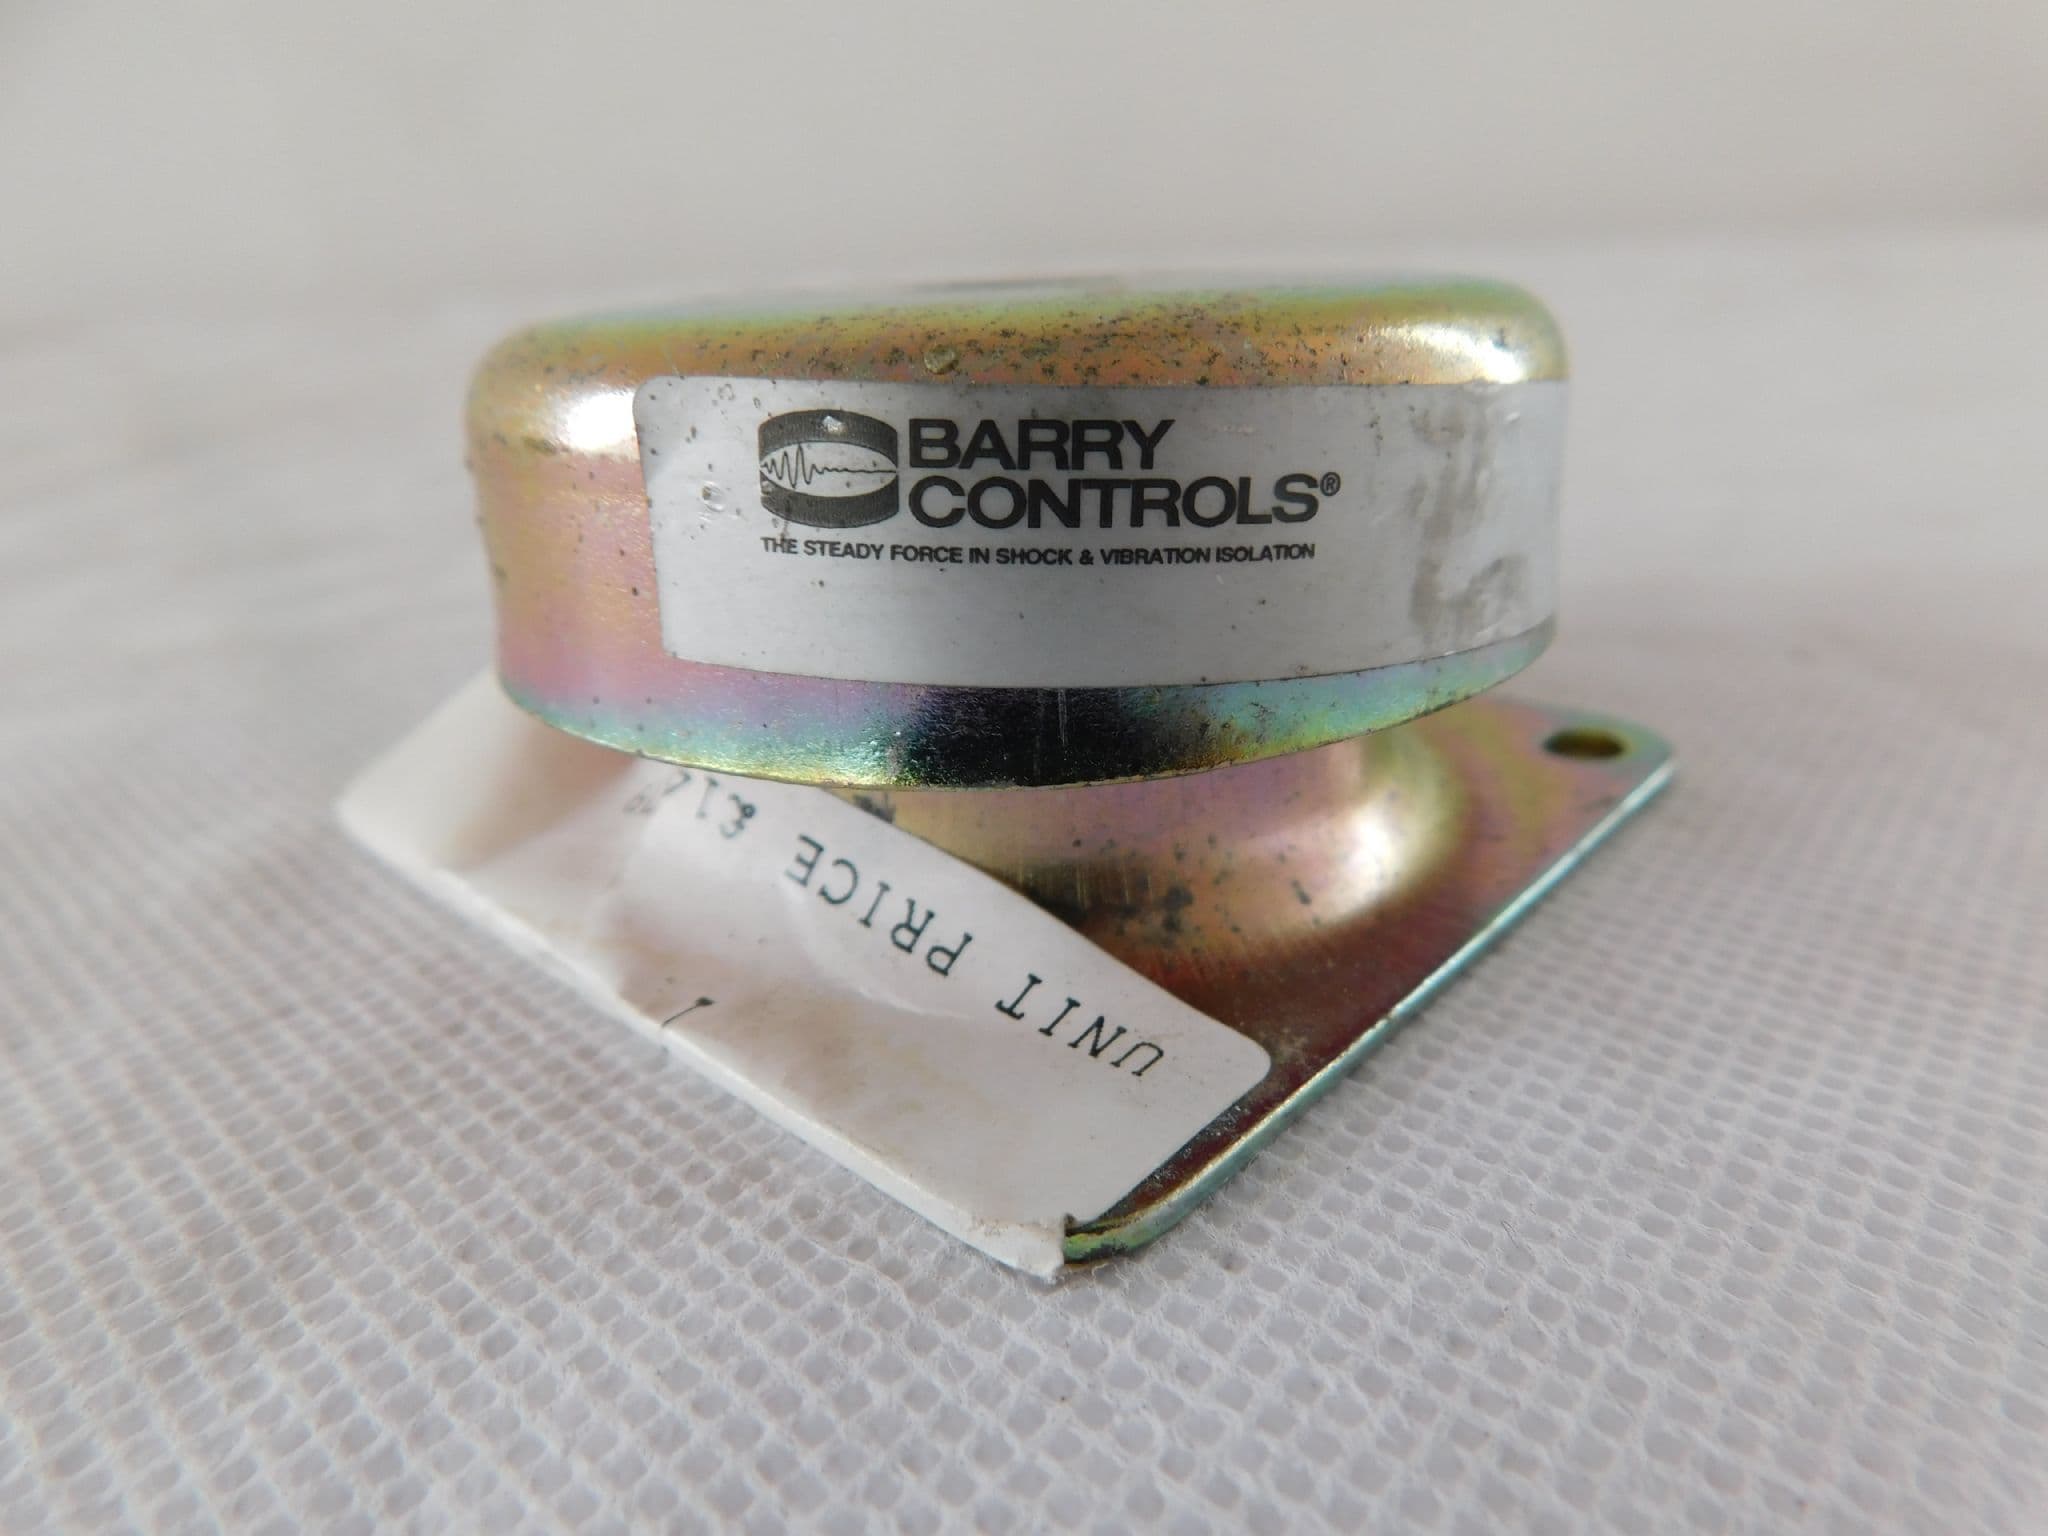 BARRY
CONTROLS®
THE STEADY FORCE IN SHOCK & VIBRATION ISOLATION
UNIT PRICE